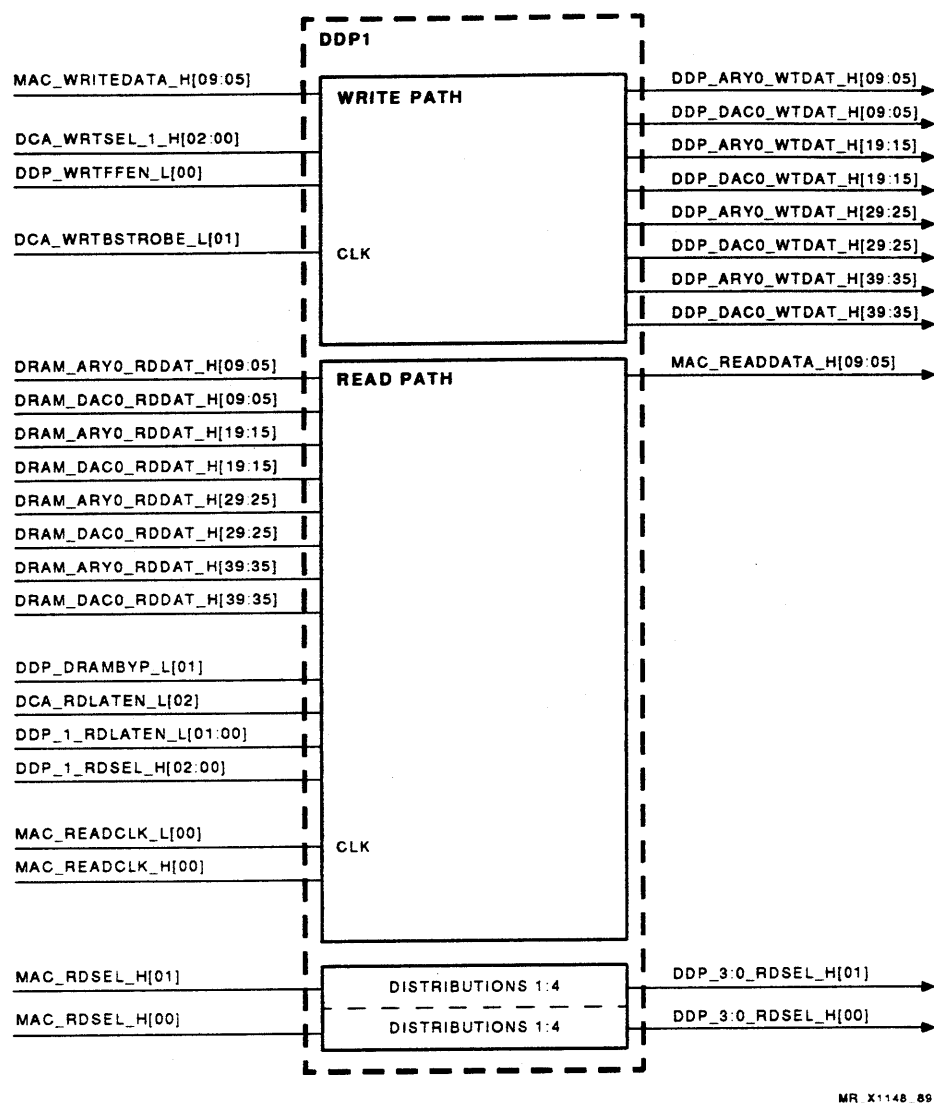 DDP1
MAC_WRITEDATA_H[09:05]
DCA_WRTSEL_1_H[02:00]
DDP_WRTFFEN_L[00]
DCA_WRTBSTROBE_L[01]
WRITE PATH
CLK
DDP_ARY0_WTDAT_H[09:05]
DDP_DAC0_WTDAT_H[09:05]
DDP_ARY0_WTDAT_H[19:15]
DDP_DAC0_WTDAT_H[19:15]
DDP_ARY0_WTDAT_H[29:25]
DDP_DAC0_WTDAT_H[29:25]
DDP_ARY0_WTDAT_H[39:35]
DDP_DAC0_WTDAT_H[39:35]
DRAM_ARY0_RDDAT_H[09:05]
DRAM_DAC0_RDDAT_H[09:05]
DRAM_ARY0_RDDAT_H[19:15]
DRAM_DAC0_RDDAT_H[19:15]
DRAM_ARY0_RDDAT_H[29:25]
DRAM_DAC0_RDDAT_H[29:25]
DRAM_ARY0_RDDAT_H[39:35]
DRAM_DAC0_RDDAT_H[39:35]
DDP_DRAMBYP_L[01]
DCA_RDLATEN_L[02]
DDP_1_RDLATEN_L[01:00]
DDP_1_RDSEL_H[02:00]
MAC_READCLK_L[00]
MAC_READCLK_H[00]
READ PATH
CLK
MAC_READDATA_H[09:05]
MAC_RDSEL_H[01]
MAC_RDSEL_H[00]
DISTRIBUTIONS 1:4
DISTRIBUTIONS 1:4
DDP_3:0_RDSEL_H[01]
DDP_3:0_RDSEL_H[00]
MR_X1148_89